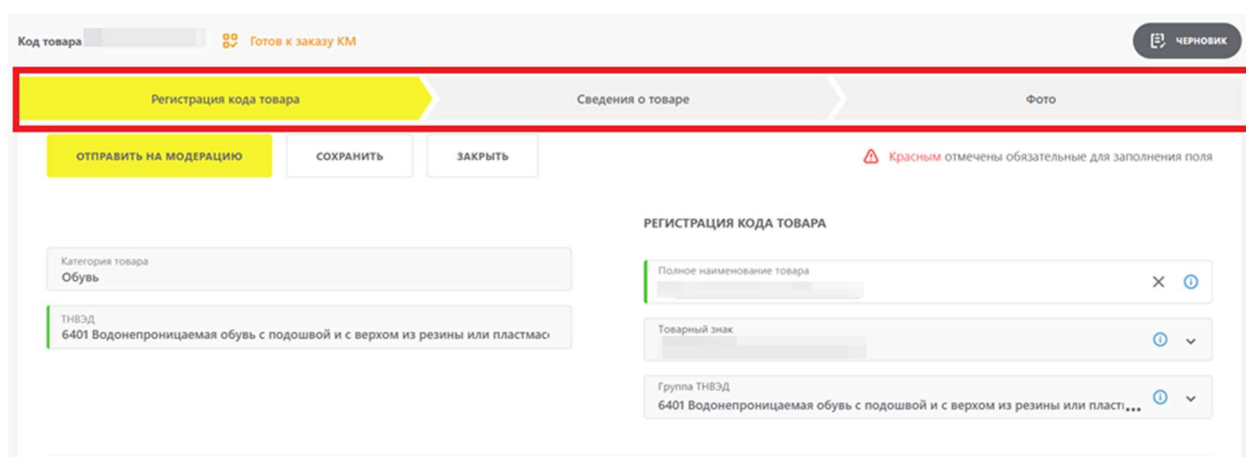 Код товара
Готов к заказу КМ
ЧЕРНОВИК
Регистрация кода товара
Сведения о товаре
Фото
ОТПРАВИТЬ НА МОДЕРАЦИЮ
СОХРАНИТЬ
ЗАКРЫТЬ
Красным отмечены обязательные для заполнения поля
РЕГИСТРАЦИЯ КОДА ТОВАРА
Категория товара
Обувь
ТНВЭД
6401 Водонепроницаемая обувь с подошвой и с верхом из резины или пластмас
Полное наименование товара
Товарный знак
Группа ТНВЭД
6401 Водонепроницаемая обувь с подошвой и с верхом из резины или пласт...